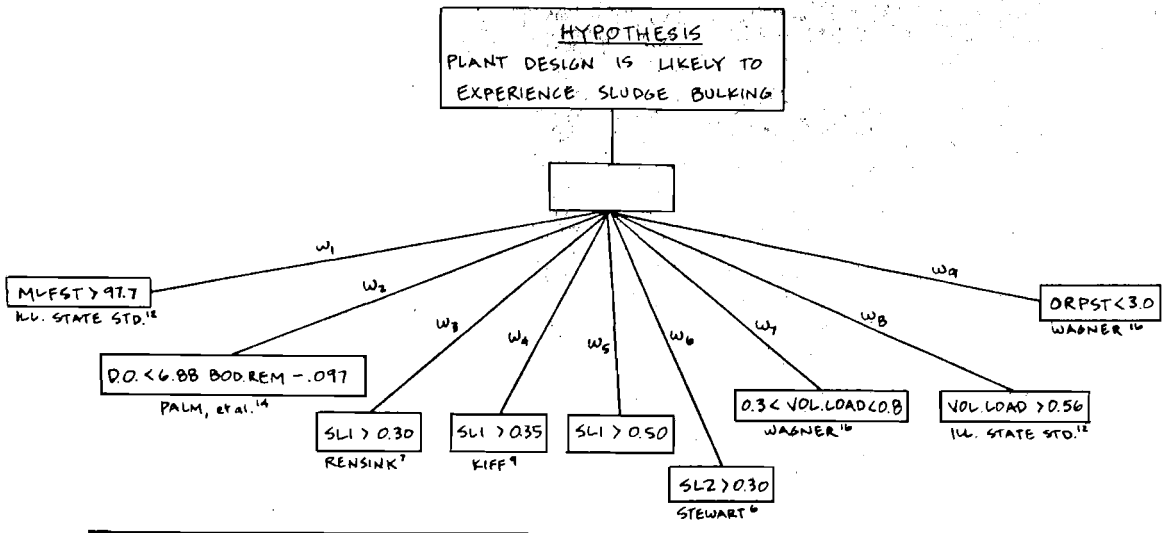 HYPOTHESIS
PLANT DESIGN IS LIKELY TO
EXPERIENCE SLUDGE BULKING
ω1
ω2
ω3
ω4
ω5
ω6
ω7
ω8
ω9
MLFST > 97.7
ILL. STATE STD.12
D.O. < 6.88 BOD.REM - .097
PALM, et al.14
SL1 > 0.30
RENSINK7
SL1 > 0.35
KIFF9
SL1 > 0.50
SL2 > 0.30
STEWART6
0.3 < VOL.LOAD < 0.8
WAGNER16
VOL.LOAD > 0.56
ILL. STATE STD.12
ORPST < 3.0
WAGNER16